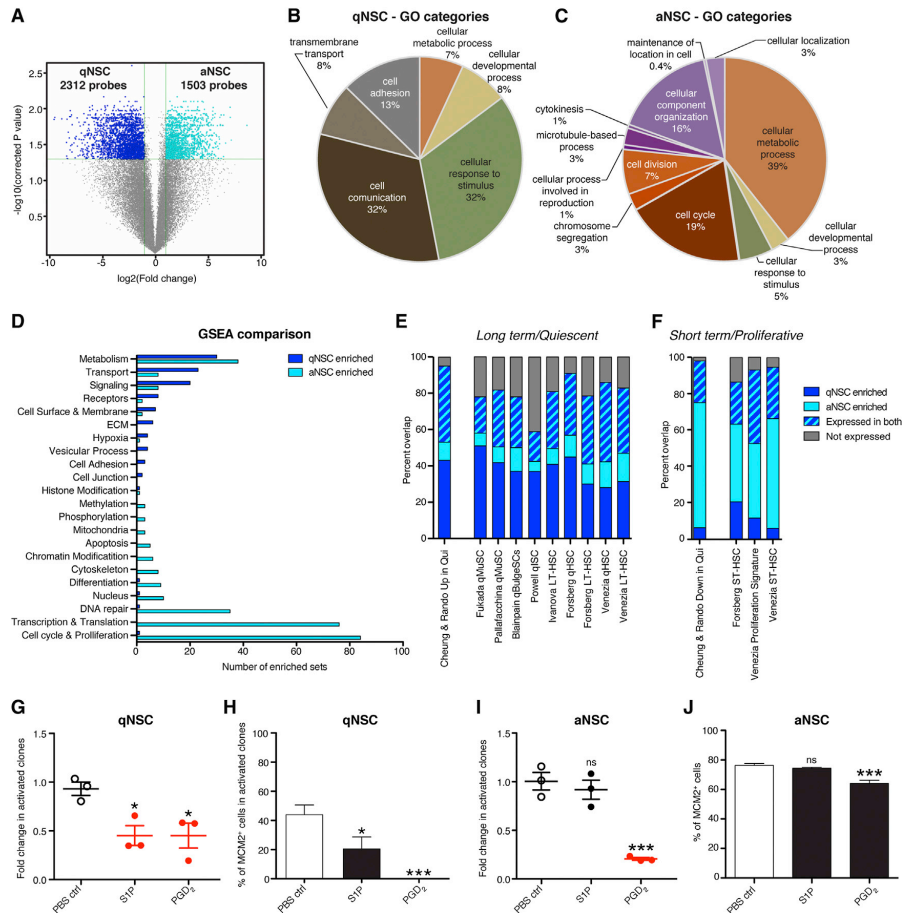 A
qNSC
2312 probes
aNSC
1503 probes
-log10(corrected P value)
2.5
2.0
1.5
1.0
0.5
-10
-5
0
5
10
log2(Fold change)
B
qNSC - GO categories
transmembrane
transport
8%
cellular
metabolic process
7%
cellular
developmental
process
8%
cell
adhesion
13%
cellular
response to
stimulus
32%
cell
comunication
32%
C
aNSC - GO categories
maintenance of
location in cell
0.4%
cellular localization
3%
cellular
component
organization
16%
cytokinesis
1%
microtubule-based
process
3%
cell division
7%
cellular process
involved in
reproduction
1%
chromosome
segregation
3%
cell cycle
19%
cellular
metabolic
process
39%
cellular
developmental
process
3%
cellular
response to
stimulus
5%
D
GSEA comparison
qNSC enriched
aNSC enriched
Metabolism
Transport
Signaling
Receptors
Cell Surface & Membrane
ECM
Hypoxia
Vesicular Process
Cell Adhesion
Cell Junction
Histone Modification
Methylation
Phosphorylation
Mitochondria
Apoptosis
Chromatin Modificatition
Cytoskeleton
Differentiation
Nucleus
DNA repair
Transcription & Translation
Cell cycle & Prolifieration
0
20
40
60
80
100
Number of enriched sets
E
Long term/Quiescent
Percent overlap
100
80
60
40
20
0
Cheung & Rando Up in Qui
Fukada qMuSC
Pallafacchina qMuSC
Blainpain qBulgeSCs
Powell qISC
Ivanova LT-HSC
Forsberg qHSC
Forsberg LT-HSC
Venezia qHSC
Venezia LT-HSC
F
Short term/Proliferative
Percent overlap
100
80
60
40
20
0
Cheung & Rando Down in Qui
Forsberg ST-HSC
Venezia Proliferation Signature
Venezia ST-HSC
qNSC enriched
aNSC enriched
Expressed in both
Not expressed
G
qNSC
Fold change in activated clones
1.5
1.0
0.5
0.0
*
*
PBS ctrl
S1P
PGD₂
H
qNSC
% of MCM2⁺ cells in activated clones
100
80
60
40
20
0
*
***
PBS ctrl
S1P
PGD₂
I
aNSC
Fold change in activated clones
1.5
1.0
0.5
0.0
ns
***
PBS ctrl
S1P
PGD₂
J
aNSC
% of MCM2⁺ cells
100
80
60
40
20
0
ns
***
PBS ctrl
S1P
PGD₂